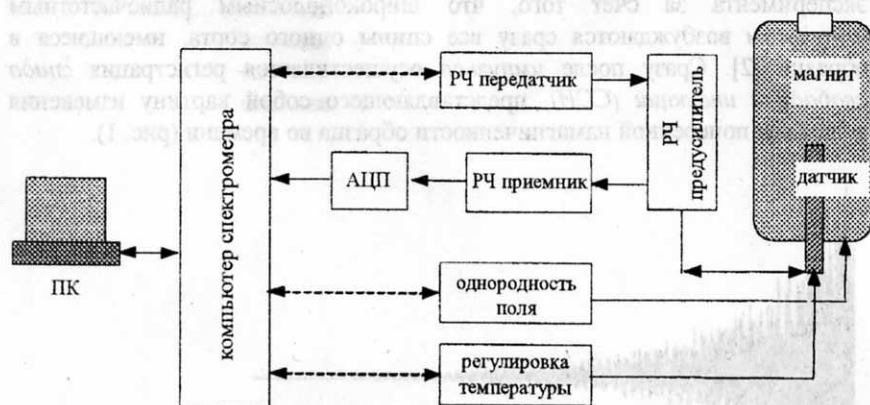 эксперимента за счет того, что широкополосным радиочастотным
возбуждаются сразу все спины одного сорта, имеющиеся в
[2]. Сразу после импульса осуществляется регистрация спада
индукции (ССИ), представляющего собой картину изменения
намагниченности образца во времени (рис. 1).
РЧ передатчик
магнит
РЧ
предусилитель
АЦП
РЧ приемник
датчик
компьютер спектрометра
ПК
однородность
поля
регулировка
температуры